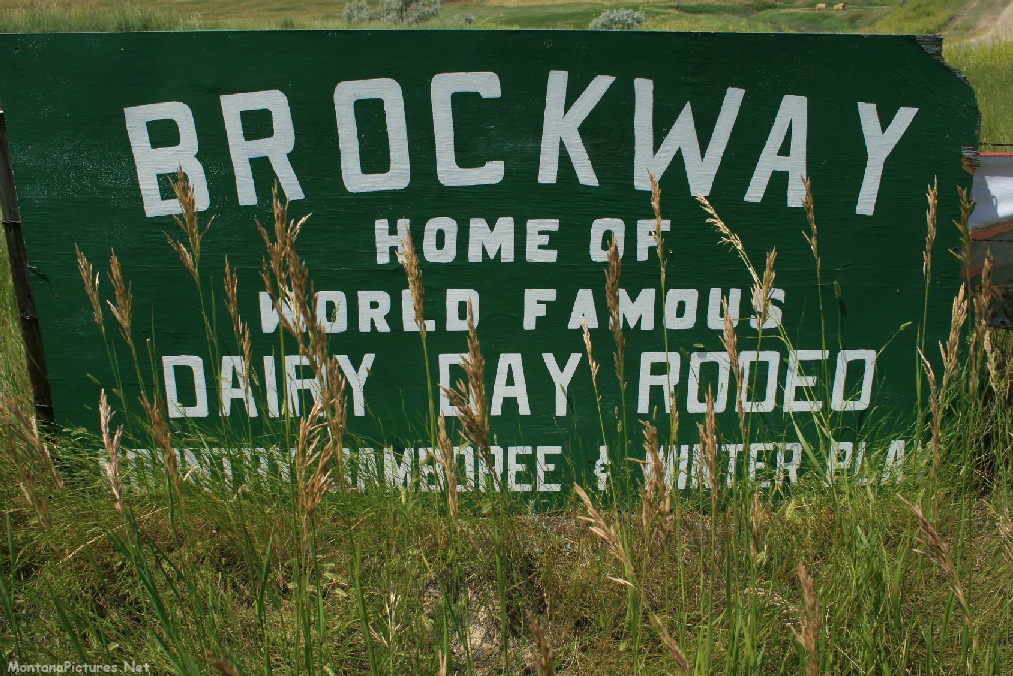 BROCKWAY
HOME OF
WORLD FAMOUS
DAIRY DAY RODEO
JAMBOREE & WINTER
MontanaPictures.Net